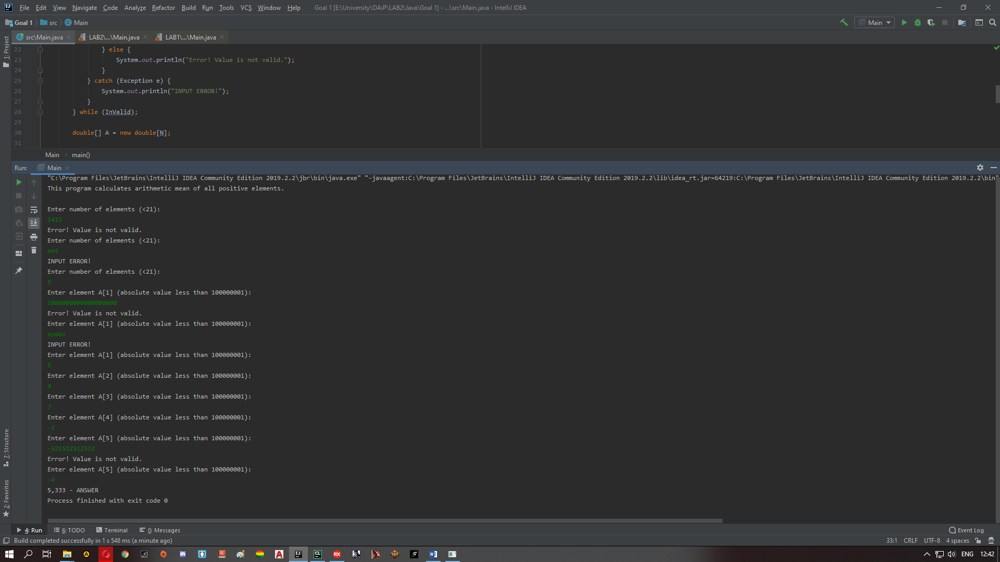 File Edit View Navigate Code Analyze Refactor Build Run Tools VCS Window Help Goal 1 [E:\University\OAiP\LAB2\Java\Goal 1] - ...\src\Main.java - IntelliJ IDEA
Goal 1 src Main Main
src\Main.java LAB2\...\Main.java LAB1\...\Main.java
1: Project
22 } else {
23 System.out.println("Error! Value is not valid.");
24 }
25 } catch (Exception e) {
26 System.out.println("INPUT ERROR!");
27 }
28 } while (InValid);
29
30 double[] A = new double[N];
31
Main main()
Run: Main
"C:\Program Files\JetBrains\IntelliJ IDEA Community Edition 2019.2.2\jbr\bin\java.exe" "-javaagent:C:\Program Files\JetBrains\IntelliJ IDEA Community Edition 2019.2.2\lib\idea_rt.jar=64219:C:\Program Files\JetBrains\IntelliJ IDEA Community Edition 2019.2.2\bin"
This program calculates arithmetic mean of all positive elements.
Enter number of elements (<21):
1415
Error! Value is not valid.
Enter number of elements (<21):
eet
INPUT ERROR!
Enter number of elements (<21):
5
Enter element A[1] (absolute value less than 100000001):
1000000000000000000
Error! Value is not valid.
Enter element A[1] (absolute value less than 100000001):
asdas
INPUT ERROR!
Enter element A[1] (absolute value less than 100000001):
5
Enter element A[2] (absolute value less than 100000001):
4
Enter element A[3] (absolute value less than 100000001):
7
Enter element A[4] (absolute value less than 100000001):
-1
Enter element A[5] (absolute value less than 100000001):
-521512512512
Error! Value is not valid.
Enter element A[5] (absolute value less than 100000001):
-4
5,333 - ANSWER
Process finished with exit code 0
7: Structure
2: Favorites
4: Run 6: TODO Terminal 0: Messages Event Log
Build completed successfully in 1 s 548 ms (a minute ago) 33:1 CRLF UTF-8 4 spaces
ENG 12:42